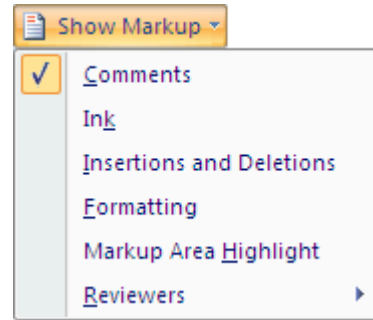 Show Markup
Comments
Ink
Insertions and Deletions
Formatting
Markup Area Highlight
Reviewers